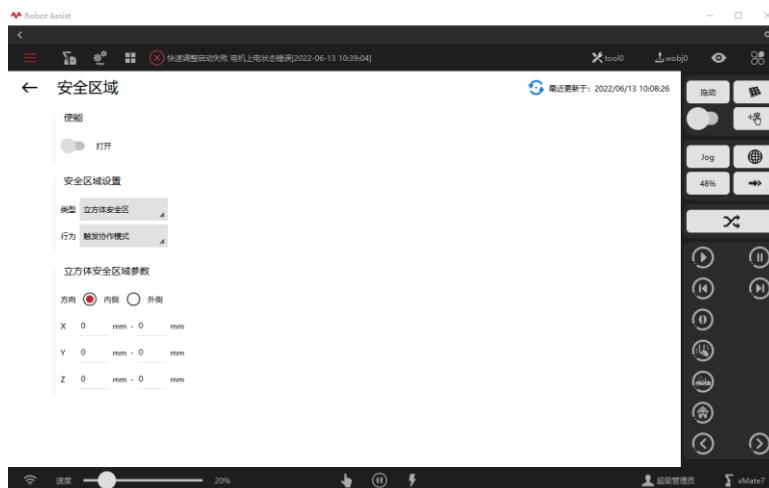 Robot Assist
快速调整启动失败 电机上电状态错误[2022-06-13 10:39:04]
tool0
wobj0
安全区域
最近更新于：2022/06/13 10:08:26
拖动
使能
打开
Jog
48%
安全区域设置
类型 立方体安全区
行为 触发协作模式
立方体安全区域参数
方向 内侧 外侧
X 0 mm - 0 mm
Y 0 mm - 0 mm
Z 0 mm - 0 mm
速度 20% 超级管理员 xMate7